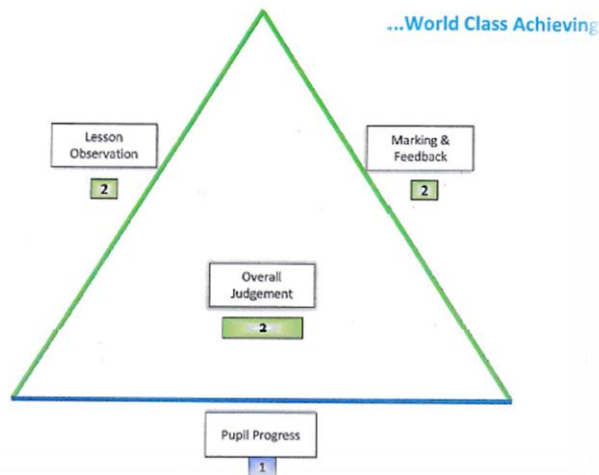 ...World Class Achieving
Lesson
Observation
2
Marking &
Feedback
2
Overall
Judgement
2
Pupil Progress
1